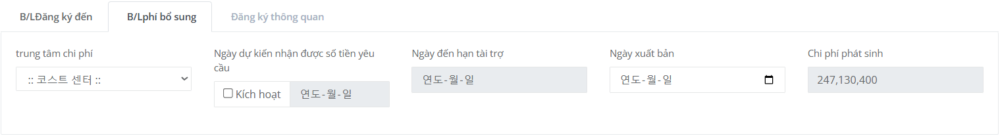 B/LĐăng ký đến
B/Lphí bổ sung
Đăng ký thông quan
trung tâm chi phí
:: 코스트 센터 ::
Ngày dự kiến nhận được số tiền yêu
cầu
Kích hoạt
연도-월-일
Ngày đến hạn tài trợ
연도-월-일
Ngày xuất bản
연도-월-일
Chi phí phát sinh
247,130,400